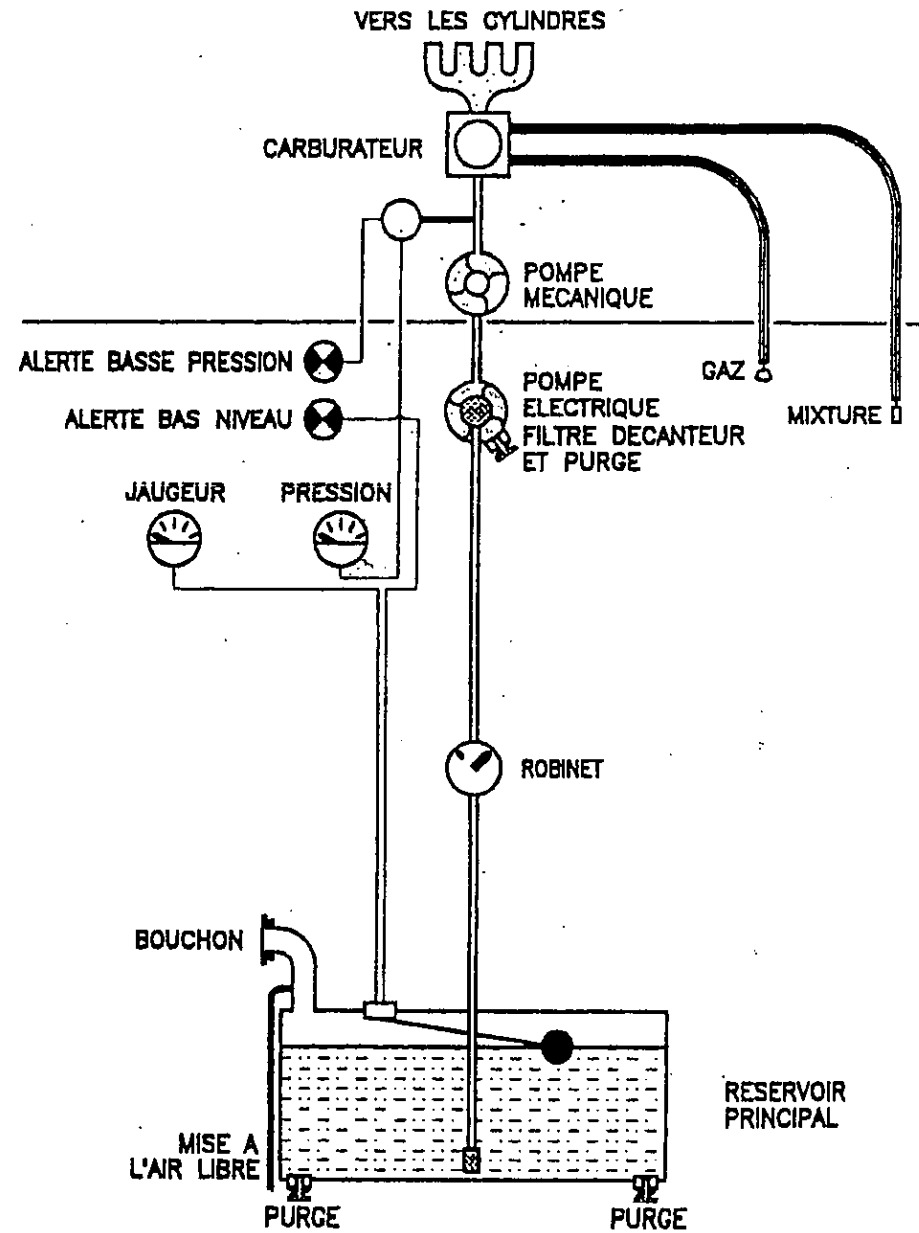 VERS LES CYLINDRES
CARBURATEUR
POMPE
MECANIQUE
ALERTE BASSE PRESSION
GAZ
POMPE
ELECTRIQUE
FILTRE DECANTEUR
ET PURGE
MIXTURE
ALERTE BAS NIVEAU
JAUGEUR
PRESSION
ROBINET
BOUCHON
RESERVOIR
PRINCIPAL
MISE A
L'AIR LIBRE
PURGE
PURGE